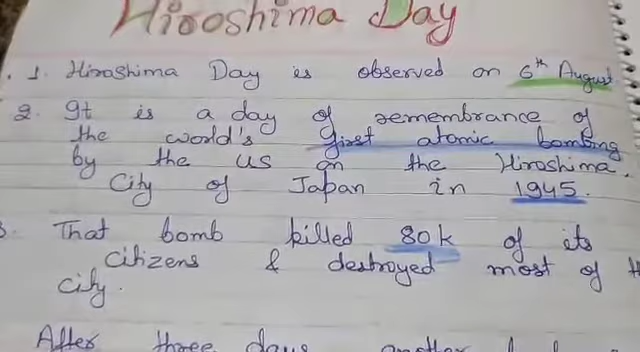 Hiroshima Day
1. Hiroshima Day is observed on 6th August
2. It is a day of remembrance of
the world's first atomic bombing
by the US on the Hiroshima
City of Japan in 1945.
3. That bomb killed 80k of its
citizens & destroyed most of
city.
After three days another